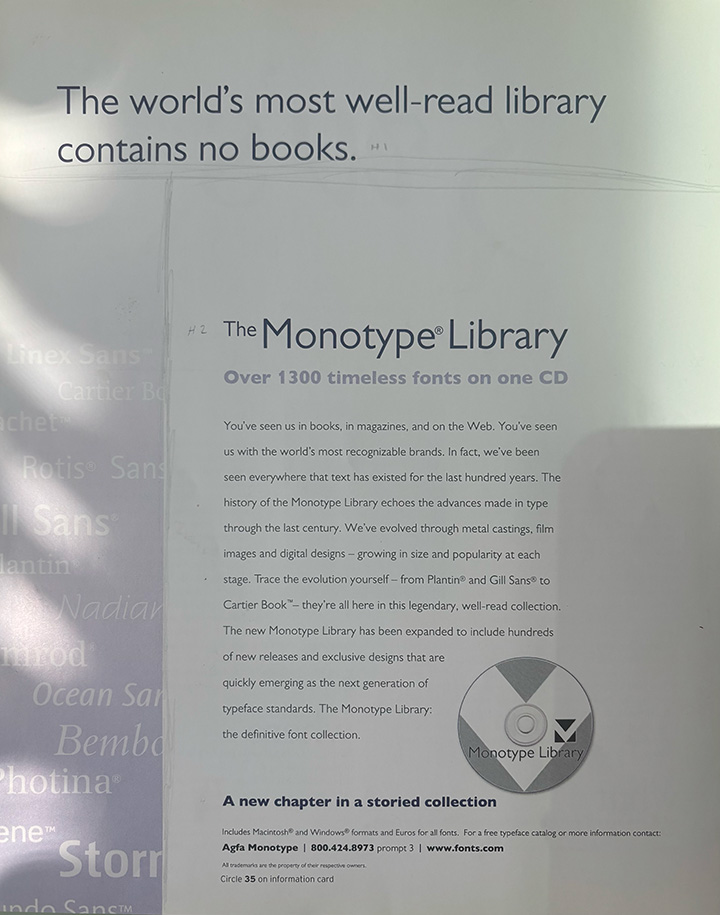 The world's most well-read library
contains no books. H1
H2 The Monotype® Library
Over 1300 timeless fonts on one CD
You've seen us in books, in magazines, and on the Web. You've seen
us with the world's most recognizable brands. In fact, we've been
seen everywhere that text has existed for the last hundred years. The
history of the Monotype Library echoes the advances made in type
through the last century. We've evolved through metal castings, film
images and digital designs – growing in size and popularity at each
stage. Trace the evolution yourself – from Plantin® and Gill Sans® to
Cartier Book™– they're all here in this legendary, well-read collection.
The new Monotype Library has been expanded to include hundreds
of new releases and exclusive designs that are
quickly emerging as the next generation of
typeface standards. The Monotype Library:
the definitive font collection.
Monotype Library
A new chapter in a storied collection
Includes Macintosh® and Windows® formats and Euros for all fonts. For a free typeface catalog or more information contact:
Agfa Monotype | 800.424.8973 prompt 3 | www.fonts.com
All trademarks are the property of their respective owners.
Circle 35 on information card
Linex Sans™
Cartier Bo
achet™
Rotis® Sans
ll Sans®
lantin®
Nadian
mrod®
Ocean San
Bembo
Photina®
ene™
Storm
ndo Sans™